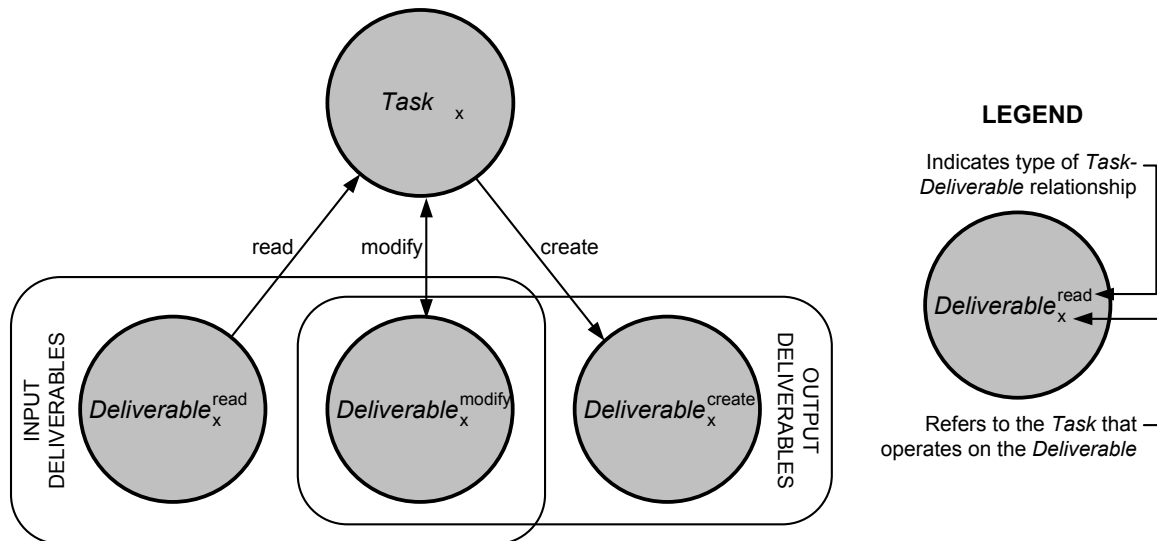 Task x
read
modify
create
INPUT
DELIVERABLES
Deliverable x read
Deliverable x modify
Deliverable x create
OUTPUT
DELIVERABLES
LEGEND
Indicates type of Task-
Deliverable relationship
Deliverable x read
Refers to the Task that
operates on the Deliverable